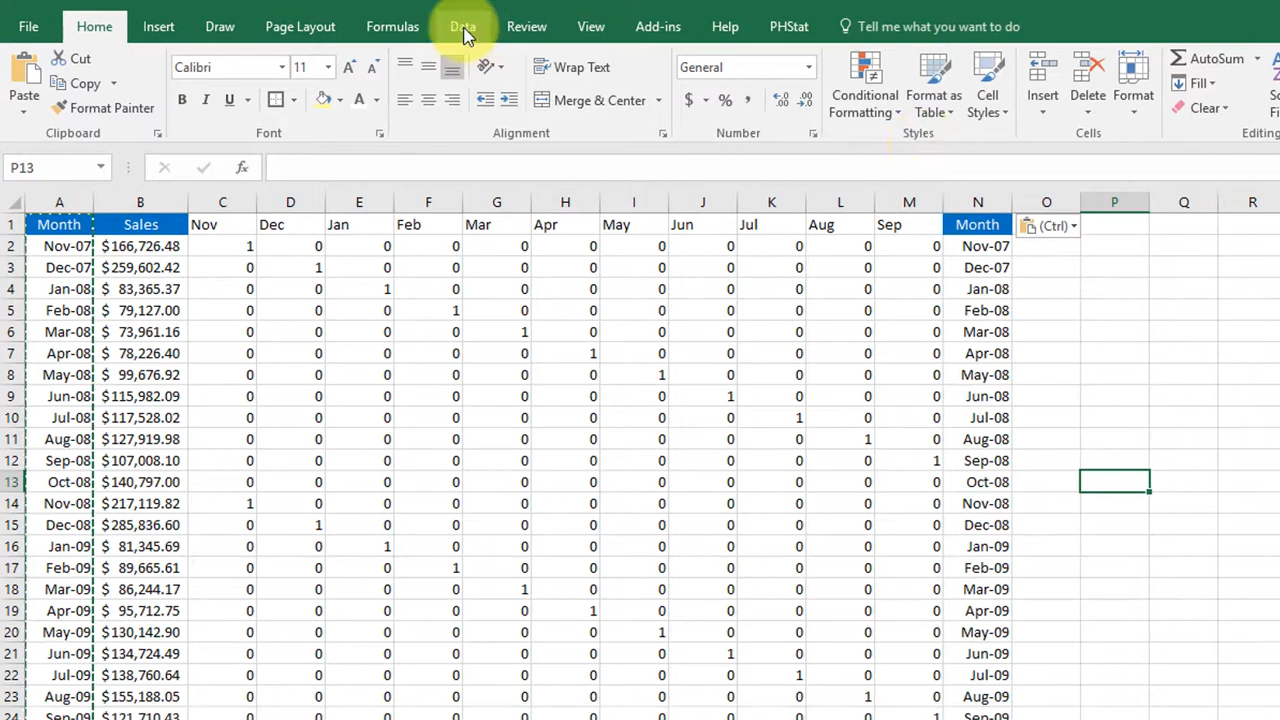 File Home Insert Draw Page Layout Formulas Data Review View Add-ins Help PHStat Tell me what you want to do
Cut
Copy
Format Painter
Paste
Clipboard
Calibri 11 A A
B I U A
Font
Wrap Text
Merge & Center
Alignment
General
$ % ,
Number
Conditional Formatting
Format as Table
Cell Styles
Styles
Insert Delete Format
Cells
AutoSum
Fill
Clear
Editing
P13 fx
A B C D E F G H I J K L M N O P Q R
1 Month Sales Nov Dec Jan Feb Mar Apr May Jun Jul Aug Sep Month (Ctrl)
2 Nov-07 $166,726.48 1 0 0 0 0 0 0 0 0 0 0 Nov-07
3 Dec-07 $259,602.42 0 1 0 0 0 0 0 0 0 0 0 Dec-07
4 Jan-08 $ 83,365.37 0 0 1 0 0 0 0 0 0 0 0 Jan-08
5 Feb-08 $ 79,127.00 0 0 0 1 0 0 0 0 0 0 0 Feb-08
6 Mar-08 $ 73,961.16 0 0 0 0 1 0 0 0 0 0 0 Mar-08
7 Apr-08 $ 78,226.40 0 0 0 0 0 1 0 0 0 0 0 Apr-08
8 May-08 $ 99,676.92 0 0 0 0 0 0 1 0 0 0 0 May-08
9 Jun-08 $115,982.09 0 0 0 0 0 0 0 1 0 0 0 Jun-08
10 Jul-08 $117,528.02 0 0 0 0 0 0 0 0 1 0 0 Jul-08
11 Aug-08 $127,919.98 0 0 0 0 0 0 0 0 0 1 0 Aug-08
12 Sep-08 $107,008.10 0 0 0 0 0 0 0 0 0 0 1 Sep-08
13 Oct-08 $140,797.00 0 0 0 0 0 0 0 0 0 0 0 Oct-08
14 Nov-08 $217,119.82 1 0 0 0 0 0 0 0 0 0 0 Nov-08
15 Dec-08 $285,836.60 0 1 0 0 0 0 0 0 0 0 0 Dec-08
16 Jan-09 $ 81,345.69 0 0 1 0 0 0 0 0 0 0 0 Jan-09
17 Feb-09 $ 89,665.61 0 0 0 1 0 0 0 0 0 0 0 Feb-09
18 Mar-09 $ 86,244.17 0 0 0 0 1 0 0 0 0 0 0 Mar-09
19 Apr-09 $ 95,712.75 0 0 0 0 0 1 0 0 0 0 0 Apr-09
20 May-09 $130,142.90 0 0 0 0 0 0 1 0 0 0 0 May-09
21 Jun-09 $134,724.49 0 0 0 0 0 0 0 1 0 0 0 Jun-09
22 Jul-09 $138,760.64 0 0 0 0 0 0 0 0 1 0 0 Jul-09
23 Aug-09 $155,188.05 0 0 0 0 0 0 0 0 0 1 0 Aug-09
24 Sep-09 $121,710.43 0 0 0 0 0 0 0 0 0 0 1 Sep-09